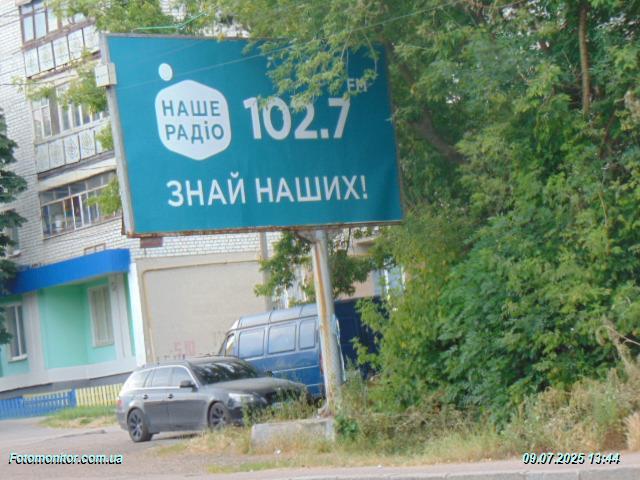 НАШЕ
РАДІО
102.7
FM
ЗНАЙ НАШИХ!
Fotomonitor.com.ua
09.07.2025 13:44